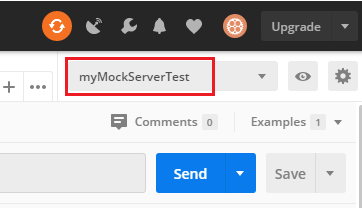 Upgrade
myMockServerTest
Comments 0 Examples 1
Send Save